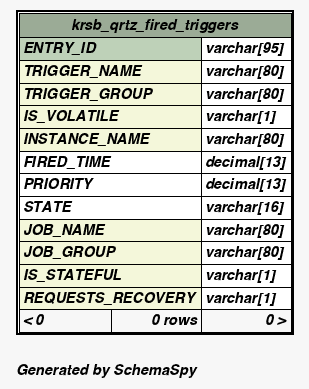 krsb_qrtz_fired_triggers
ENTRY_ID varchar[95]
TRIGGER_NAME varchar[80]
TRIGGER_GROUP varchar[80]
IS_VOLATILE varchar[1]
INSTANCE_NAME varchar[80]
FIRED_TIME decimal[13]
PRIORITY decimal[13]
STATE varchar[16]
JOB_NAME varchar[80]
JOB_GROUP varchar[80]
IS_STATEFUL varchar[1]
REQUESTS_RECOVERY varchar[1]
< 0 0 rows 0 >
Generated by SchemaSpy